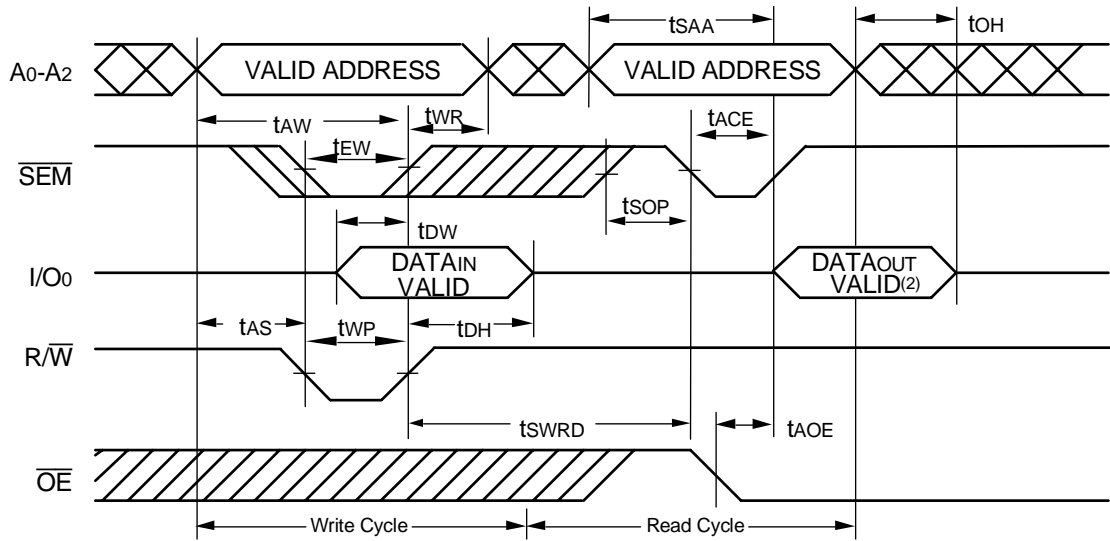 tSAA
tOH
A0-A2
VALID ADDRESS
VALID ADDRESS
tAW
tWR
tACE
tEW
SEM
tSOP
tDW
I/O0
DATAIN
VALID
DATAOUT
VALID(2)
tAS
tWP
tDH
R/W
tSWRD
tAOE
OE
Write Cycle
Read Cycle